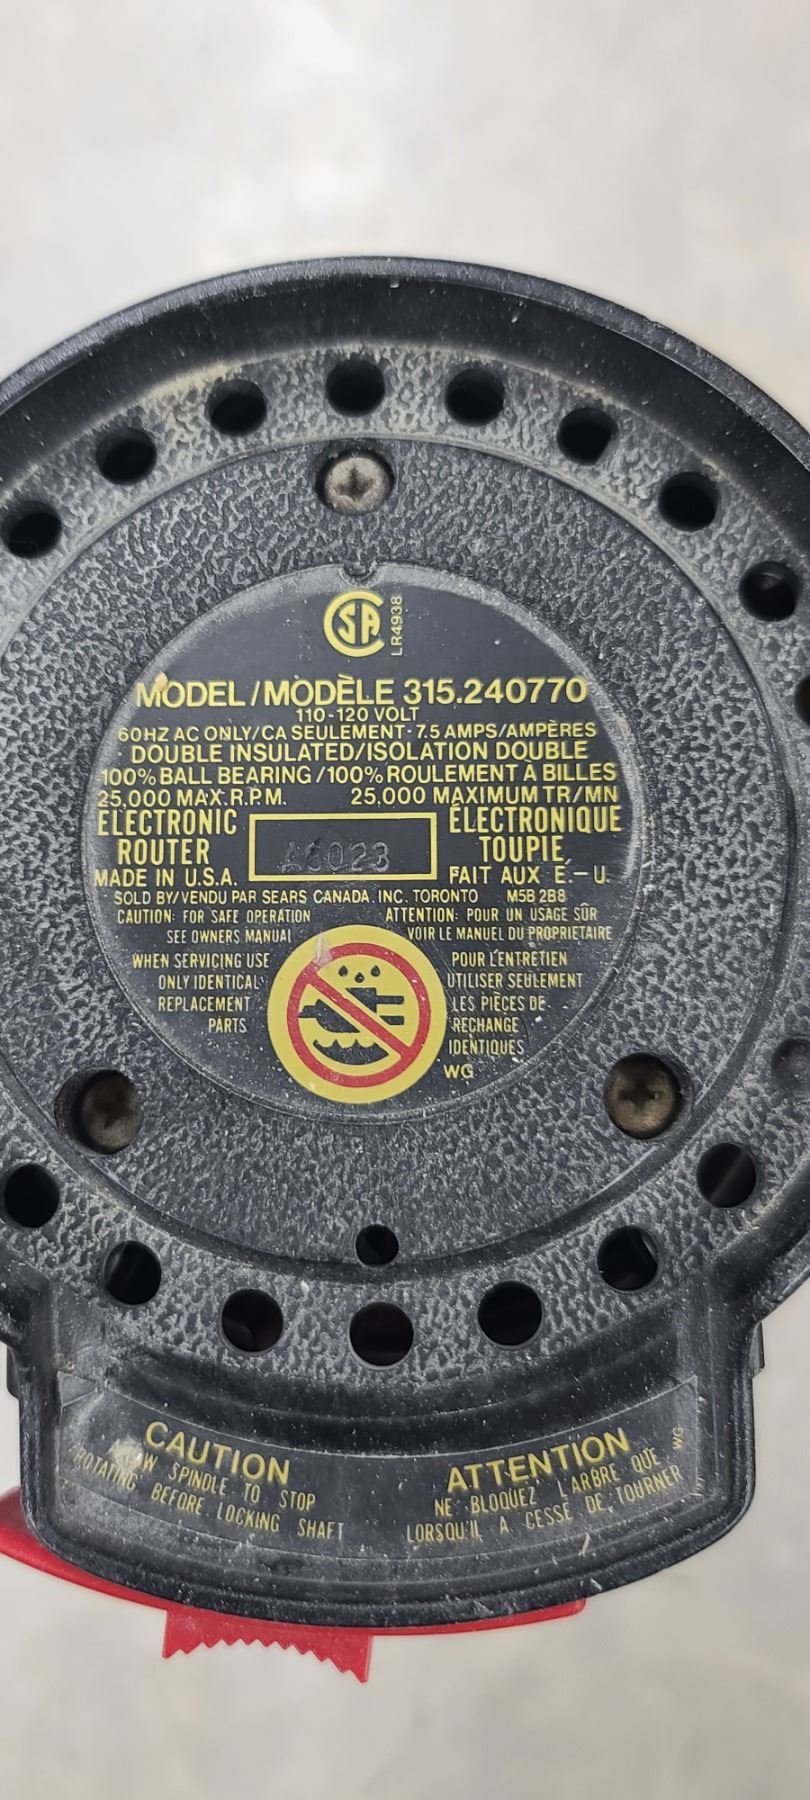 CSA
LR4938
MODEL/MODÈLE 315.240770
110-120 VOLT
60HZ AC ONLY/CA SEULEMENT-7.5 AMPS/AMPÈRES
DOUBLE INSULATED/ISOLATION DOUBLE
100% BALL BEARING/100% ROULEMENT À BILLES
25,000 MAX.R.P.M. 25,000 MAXIMUM TR/MN
ELECTRONIC ROUTER
MADE IN U.S.A.
ÉLECTRONIQUE TOUPIE
FAIT AUX É.-U.
SOLD BY/VENDU PAR SEARS CANADA. INC. TORONTO M5B 2B8
CAUTION: FOR SAFE OPERATION
SEE OWNERS MANUAL
WHEN SERVICING USE
ONLY IDENTICAL
REPLACEMENT
PARTS
ATTENTION: POUR UN USAGE SÛR
VOIR LE MANUEL DU PROPRIETAIRE
POUR L'ENTRETIEN
UTILISER SEULEMENT
LES PIÈCES DE
RECHANGE
IDENTIQUES
WG
CAUTION
SPINDLE TO STOP
ROTATING BEFORE LOCKING SHAFT
ATTENTION
NE BLOQUEZ L'ARBRE QUE
LORSQU'IL A CESSÉ DE TOURNER
WG